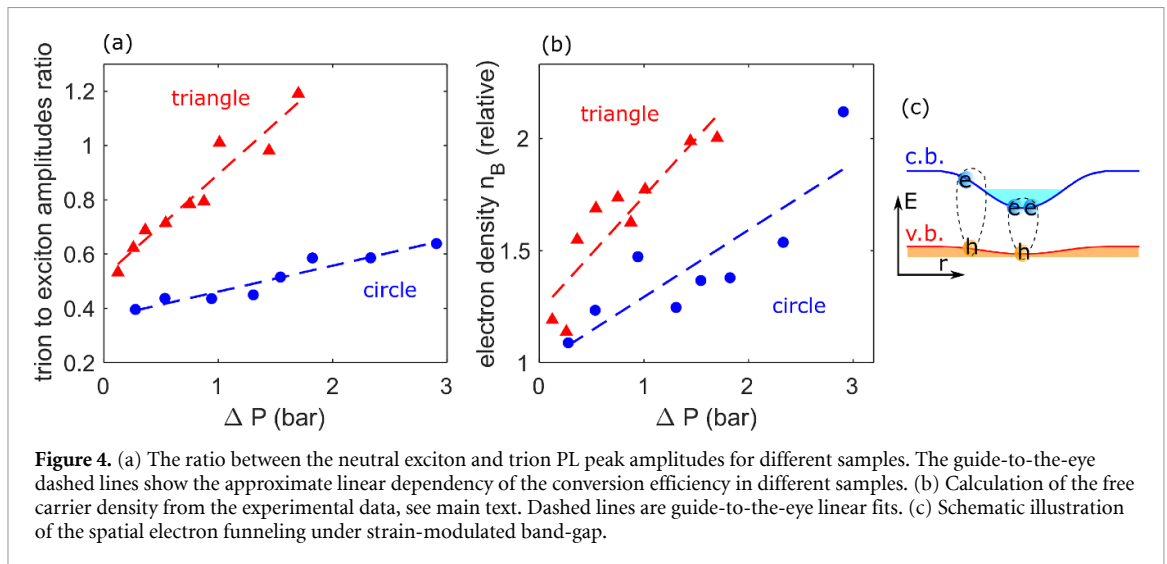 (a)
trion to exciton amplitudes ratio
1.2
1
0.8
0.6
0.4
0.2
0
1
2
3
Δ P (bar)
triangle
circle
(b)
electron density n_B (relative)
2
1.5
1
0
1
2
3
Δ P (bar)
triangle
circle
(c)
c.b.
e
e e
E
v.b.
h
h
r
Figure 4. (a) The ratio between the neutral exciton and trion PL peak amplitudes for different samples. The guide-to-the-eye
dashed lines show the approximate linear dependency of the conversion efficiency in different samples. (b) Calculation of the free
carrier density from the experimental data, see main text. Dashed lines are guide-to-the-eye linear fits. (c) Schematic illustration
of the spatial electron funneling under strain-modulated band-gap.